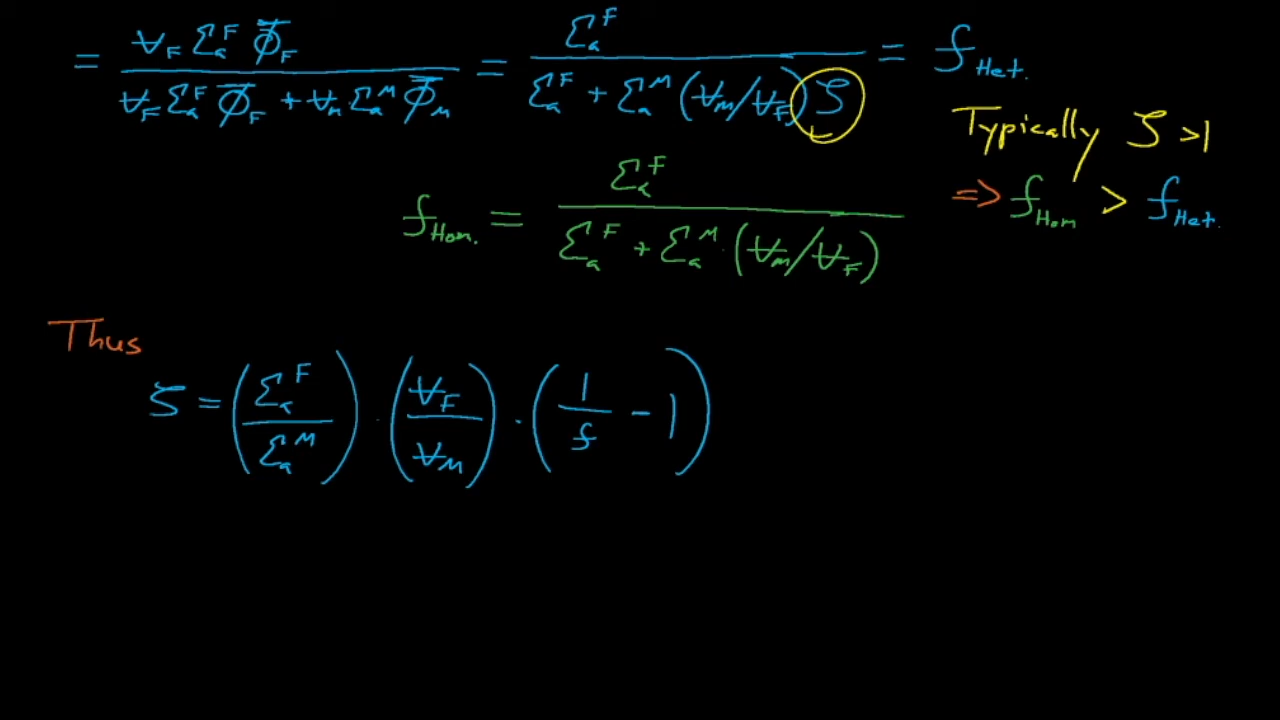 = V_F Σ_a^F Φ̅_F / (V_F Σ_a^F Φ̅_F + V_M Σ_a^M Φ̅_M) = Σ_a^F / (Σ_a^F + Σ_a^M (V_M/V_F) ζ) = f_Het.
Typically ζ >1
=> f_Hom > f_Het.
f_Hom. = Σ_a^F / (Σ_a^F + Σ_a^M · (V_M/V_F))
Thus
ζ = (Σ_a^F / Σ_a^M) · (V_F / V_M) · (1/f - 1)